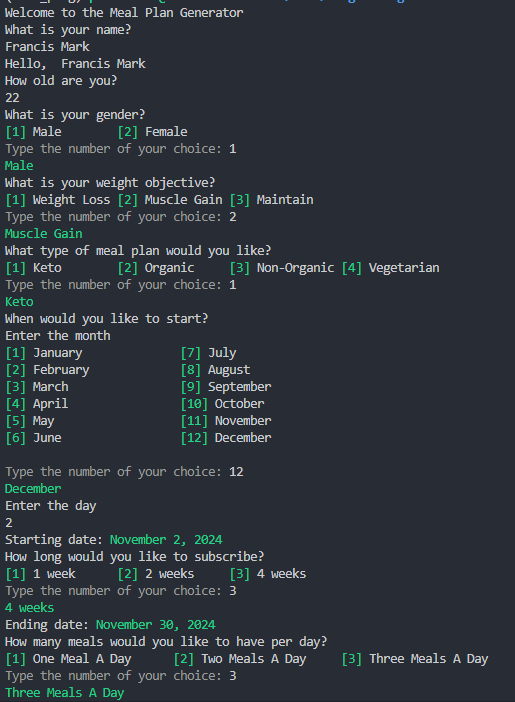 Welcome to the Meal Plan Generator
What is your name?
Francis Mark
Hello,  Francis Mark
How old are you?
22
What is your gender?
[1] Male        [2] Female
Type the number of your choice: 1
Male
What is your weight objective?
[1] Weight Loss [2] Muscle Gain [3] Maintain
Type the number of your choice: 2
Muscle Gain
What type of meal plan would you like?
[1] Keto        [2] Organic     [3] Non-Organic [4] Vegetarian
Type the number of your choice: 1
Keto
When would you like to start?
Enter the month
[1] January              [7] July
[2] February             [8] August
[3] March                [9] September
[4] April                [10] October
[5] May                  [11] November
[6] June                 [12] December
Type the number of your choice: 12
December
Enter the day
2
Starting date: November 2, 2024
How long would you like to subscribe?
[1] 1 week      [2] 2 weeks     [3] 4 weeks
Type the number of your choice: 3
4 weeks
Ending date: November 30, 2024
How many meals would you like to have per day?
[1] One Meal A Day      [2] Two Meals A Day     [3] Three Meals A Day
Type the number of your choice: 3
Three Meals A Day